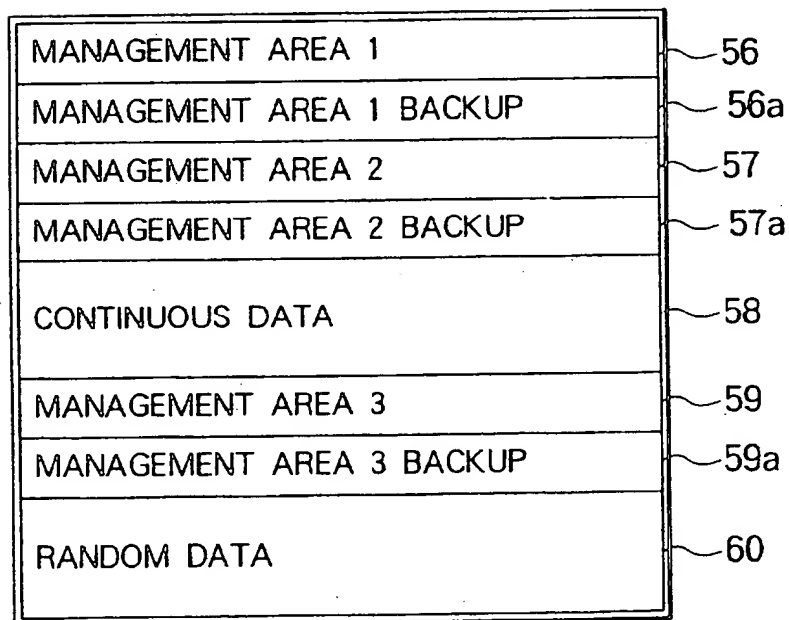 MANAGEMENT AREA 1 56
MANAGEMENT AREA 1 BACKUP 56a
MANAGEMENT AREA 2 57
MANAGEMENT AREA 2 BACKUP 57a
CONTINUOUS DATA 58
MANAGEMENT AREA 3 59
MANAGEMENT AREA 3 BACKUP 59a
RANDOM DATA 60